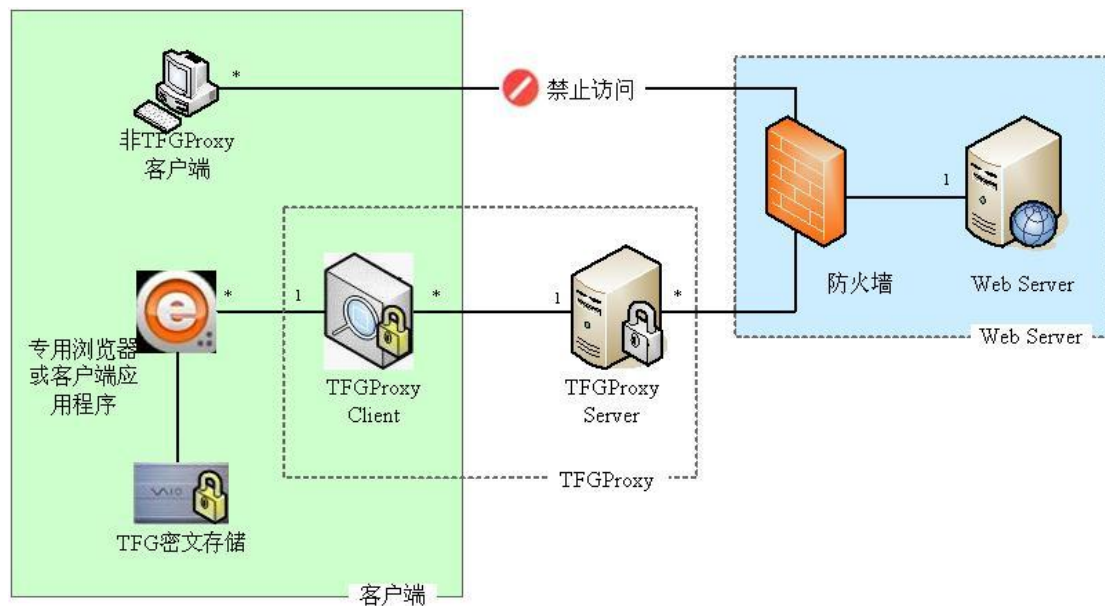 *
禁止访问
非TFGProxy
客户端
1
防火墙
Web Server
Web Server
*
1
*
1
*
专用浏览器
或客户端应
用程序
TFGProxy
Client
TFGProxy
Server
TFGProxy
VAIO
TFG密文存储
客户端